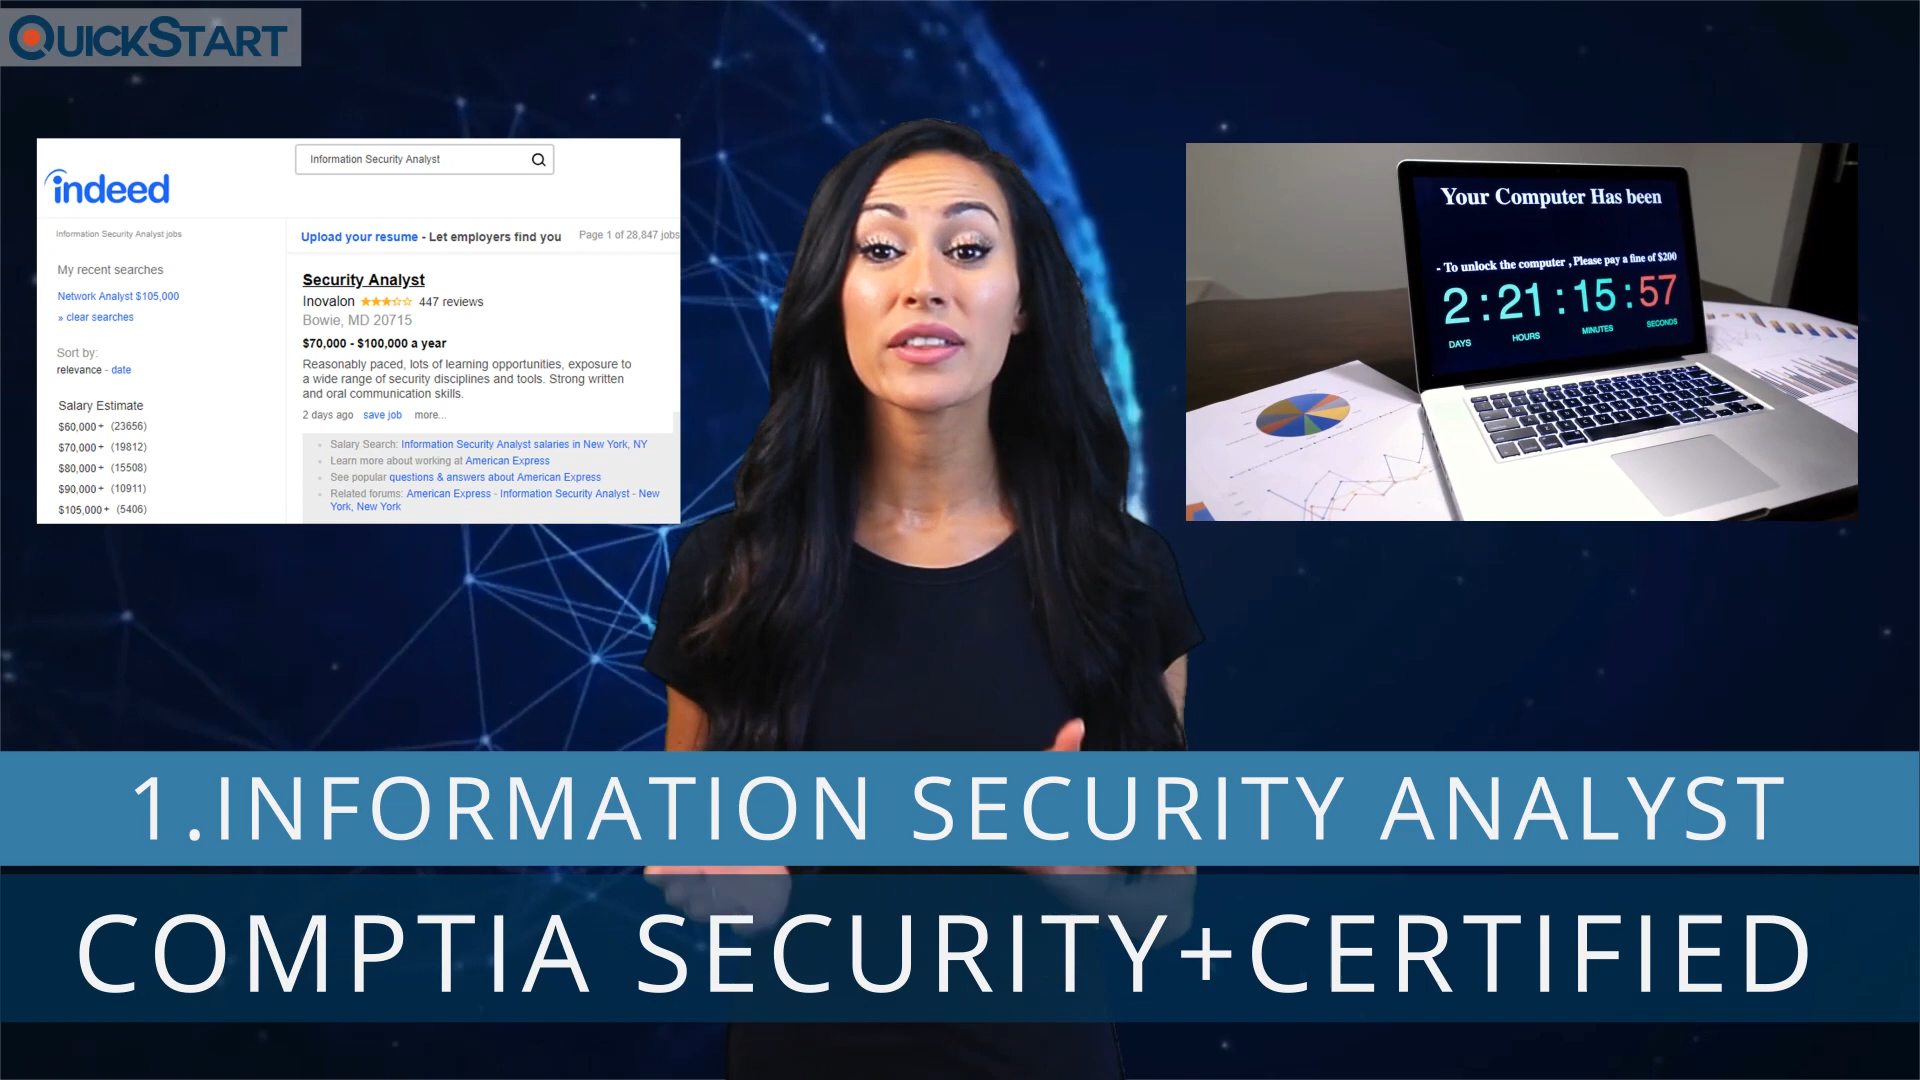 QUICKSTART
Information Security Analyst
indeed
Information Security Analyst jobs
My recent searches
Network Analyst $105,000
» clear searches
Sort by:
relevance - date
Salary Estimate
$60,000+ (23656)
$70,000+ (19812)
$80,000+ (15508)
$90,000+ (10911)
$105,000+ (5406)
Upload your resume - Let employers find you
Page 1 of 28,847 jobs
Security Analyst
Inovalon 447 reviews
Bowie, MD 20715
$70,000 - $100,000 a year
Reasonably paced, lots of learning opportunities, exposure to
a wide range of security disciplines and tools. Strong written
and oral communication skills.
2 days ago save job more...
Salary Search: Information Security Analyst salaries in New York, NY
Learn more about working at American Express
See popular questions & answers about American Express
Related forums: American Express - Information Security Analyst - New
York, New York
Your Computer Has been
- To unlock the computer , Please pay a fine of $200
2 : 21 : 15 : 57
DAYS HOURS MINUTES SECONDS
1.INFORMATION SECURITY ANALYST
COMPTIA SECURITY+CERTIFIED